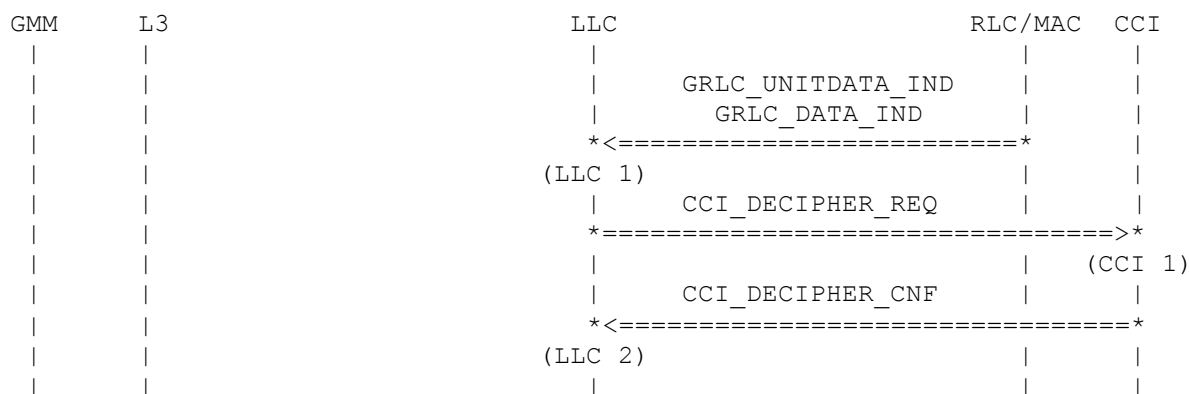 GMM L3 LLC RLC/MAC CCI
GRLC_UNITDATA_IND
GRLC_DATA_IND
*<=========================*
(LLC 1)
CCI_DECIPHER_REQ
*================================>*
(CCI 1)
CCI_DECIPHER_CNF
*<================================*
(LLC 2)